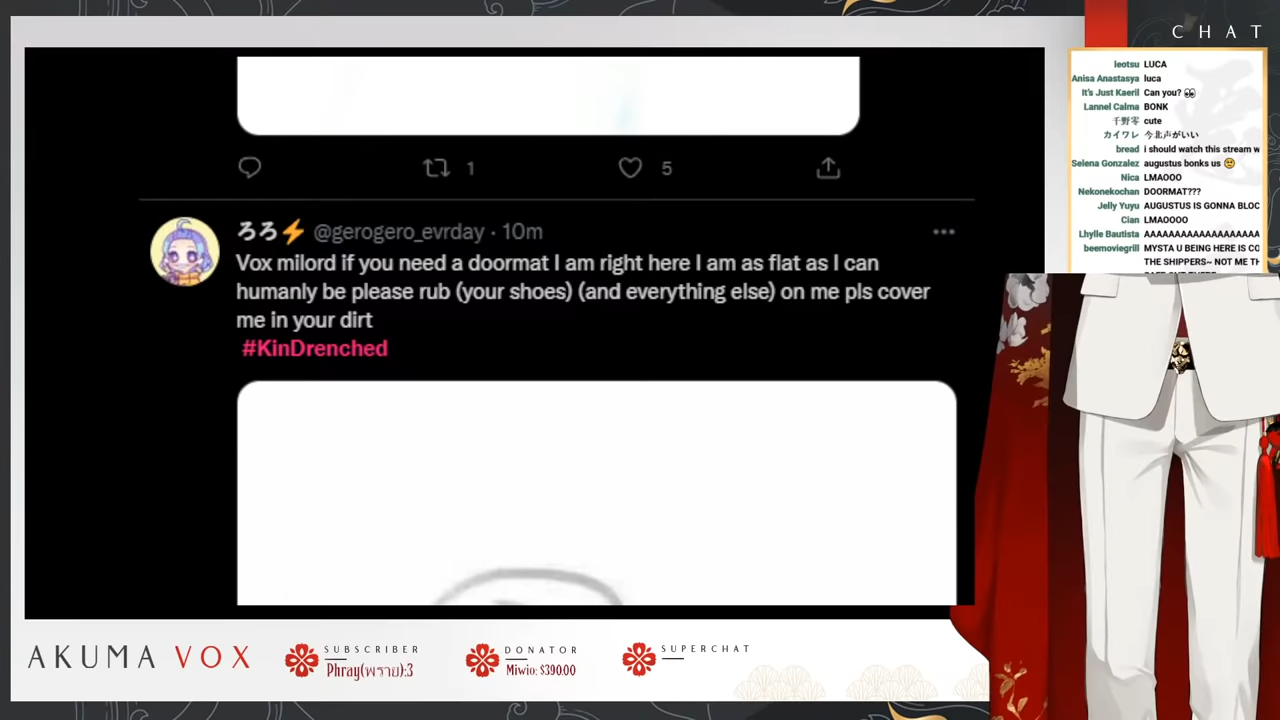 CHAT
leotsu LUCA
Anisa Anastasya luca
It's Just Kaeril Can you? 👀
Lannel Calma BONK
千野零 cute
カイワレ 今北声がいい
bread i should watch this stream w
Selena Gonzalez augustus bonks us
Nica LMAOOO
Nekonekochan DOORMAT???
Jelly Yuyu AUGUSTUS IS GONNA BLOC
Cian LMAOOOO
Lhylle Bautista AAAAAAAAAAAAAAAAAA
beemoviegrill MYSTA U BEING HERE IS CO
THE SHIPPERS~ NOT ME TH
1
5
ろろ⚡ @gerogero_evrday · 10m
Vox milord if you need a doormat I am right here I am as flat as I can
humanly be please rub (your shoes) (and everything else) on me pls cover
me in your dirt
#KinDrenched
AKUMA VOX
SUBSCRIBER
Phray(พราย):3
DONATOR
Miwio: $390.00
SUPERCHAT